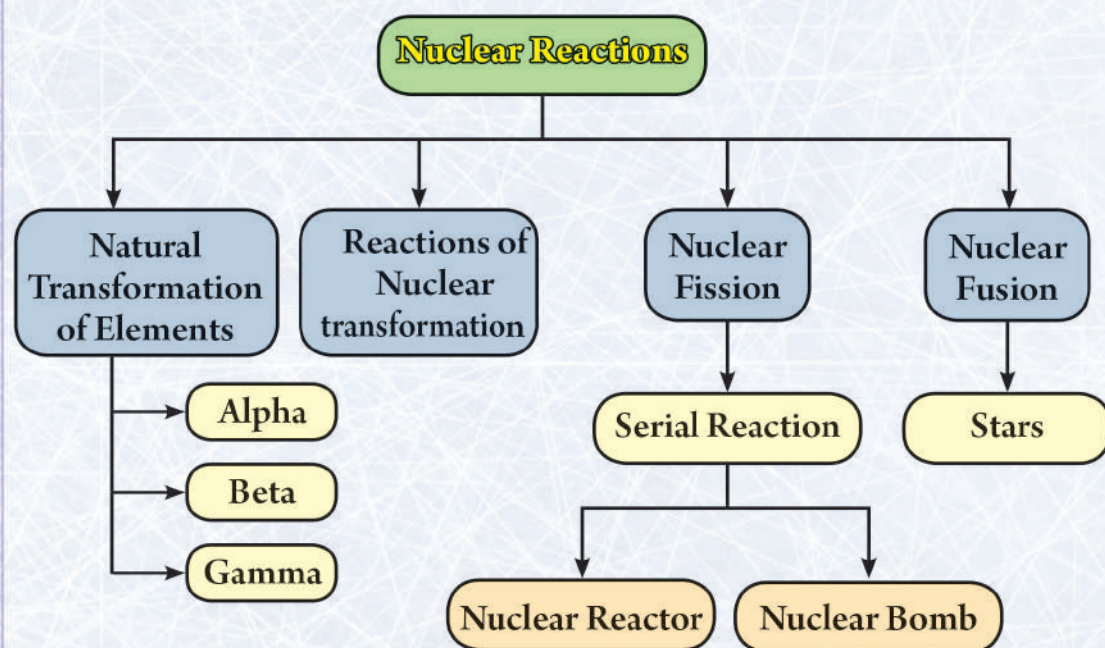 Nuclear Reactions
Natural
Transformation
of Elements
Reactions of
Nuclear
transformation
Nuclear
Fission
Nuclear
Fusion
Alpha
Beta
Gamma
Serial Reaction
Stars
Nuclear Reactor
Nuclear Bomb